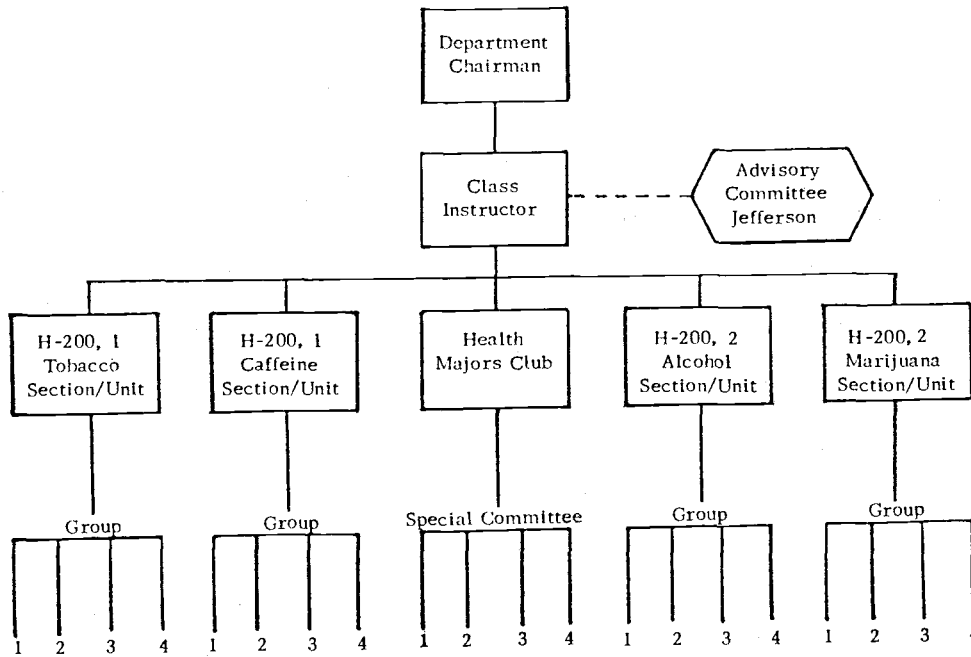 Department
Chairman
Class
Instructor
Advisory
Committee
Jefferson
H-200, 1
Tobacco
Section/Unit
H-200, 1
Caffeine
Section/Unit
Health
Majors Club
H-200, 2
Alcohol
Section/Unit
H-200, 2
Marijuana
Section/Unit
Group
Group
Special Committee
Group
Group
1 2 3 4
1 2 3 4
1 2 3 4
1 2 3 4
1 2 3